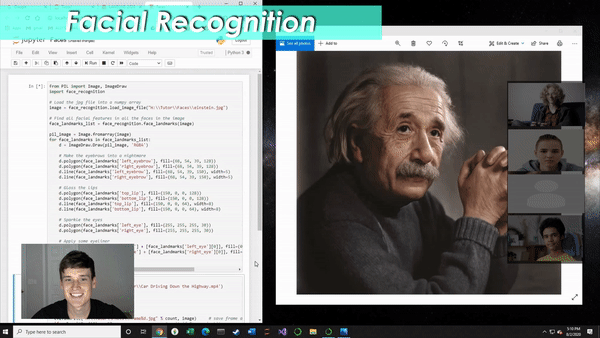 Facial Recognition
jupyter Faces
File Edit View Insert Cell Kernel Widgets Help
Trusted
Python 3
Run
Code
In [*]:
from PIL import Image, ImageDraw
import face_recognition
# Load the jpg file into a numpy array
image = face_recognition.load_image_file("H:\\Tutor\\Faces\\einstein.jpg")
# Find all facial features in all the faces in the image
face_landmarks_list = face_recognition.face_landmarks(image)
pil_image = Image.fromarray(image)
for face_landmarks in face_landmarks_list:
d = ImageDraw.Draw(pil_image, 'RGBA')
# Make the eyebrows into a nightmare
d.polygon(face_landmarks['left_eyebrow'], fill=(68, 54, 39, 128))
d.polygon(face_landmarks['right_eyebrow'], fill=(68, 54, 39, 128))
d.line(face_landmarks['left_eyebrow'], fill=(68, 54, 39, 150), width=5)
d.line(face_landmarks['right_eyebrow'], fill=(68, 54, 39, 150), width=5)
# Gloss the lips
d.polygon(face_landmarks['top_lip'], fill=(150, 0, 0, 128))
d.polygon(face_landmarks['bottom_lip'], fill=(150, 0, 0, 128))
d.line(face_landmarks['top_lip'], fill=(150, 0, 0, 64), width=8)
d.line(face_landmarks['bottom_lip'], fill=(150, 0, 0, 64), width=8)
# Sparkle the eyes
d.polygon(face_landmarks['left_eye'], fill=(255, 255, 255, 30))
d.polygon(face_landmarks['right_eye'], fill=(255, 255, 255, 30))
# Apply some eyeliner
'] + [face_landmarks['left_eye'][0]], fill=(0
'] + [face_landmarks['right_eye'][0]], fill=
\\Car Driving Down the Highway.mp4')
.jpg" % count, image) # save frame a
See all photos
Add to
Edit & Create
Share
Type here to search
5:10 PM
8/2/2020